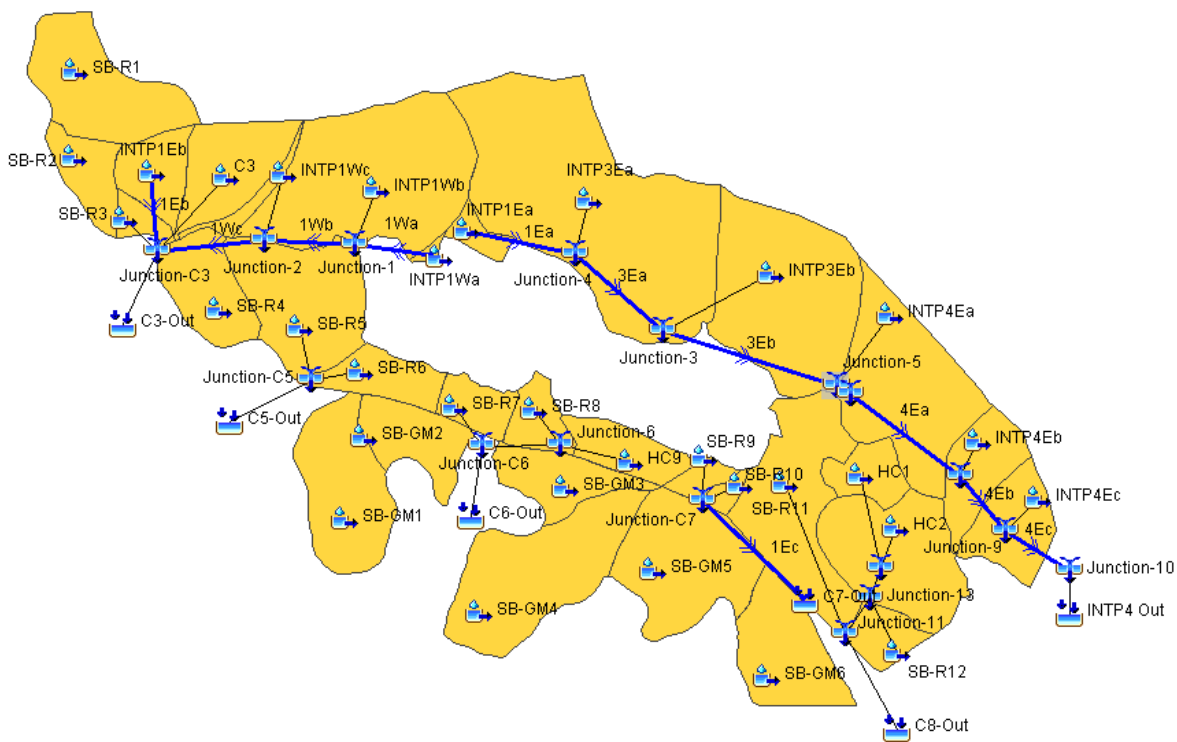 SB-R1
SB-R2
INTP1Eb
C3
INTP1Wc
INTP1Wb
INTP3Ea
SB-R3
1Eb
1Wc
1Wb
1Wa
INTP1Ea
1Ea
Junction-C3
Junction-2
Junction-1
INTP1Wa
Junction-4
3Ea
INTP3Eb
SB-R4
C3-Out
SB-R5
INTP4Ea
Junction-3
3Eb
Junction-5
Junction-C5
SB-R6
C5-Out
SB-R7
SB-R8
4Ea
SB-GM2
Junction-6
Junction-C6
SB-R9
INTP4Eb
HC9
SB-R10
HC1
SB-GM3
SB-R11
4Eb
INTP4Ec
C6-Out
Junction-C7
SB-GM1
HC2
Junction-9
4Ec
1Ec
SB-GM5
Junction-10
C7-Out
Junction-13
SB-GM4
INTP4 Out
Junction-11
SB-GM6
SB-R12
C8-Out